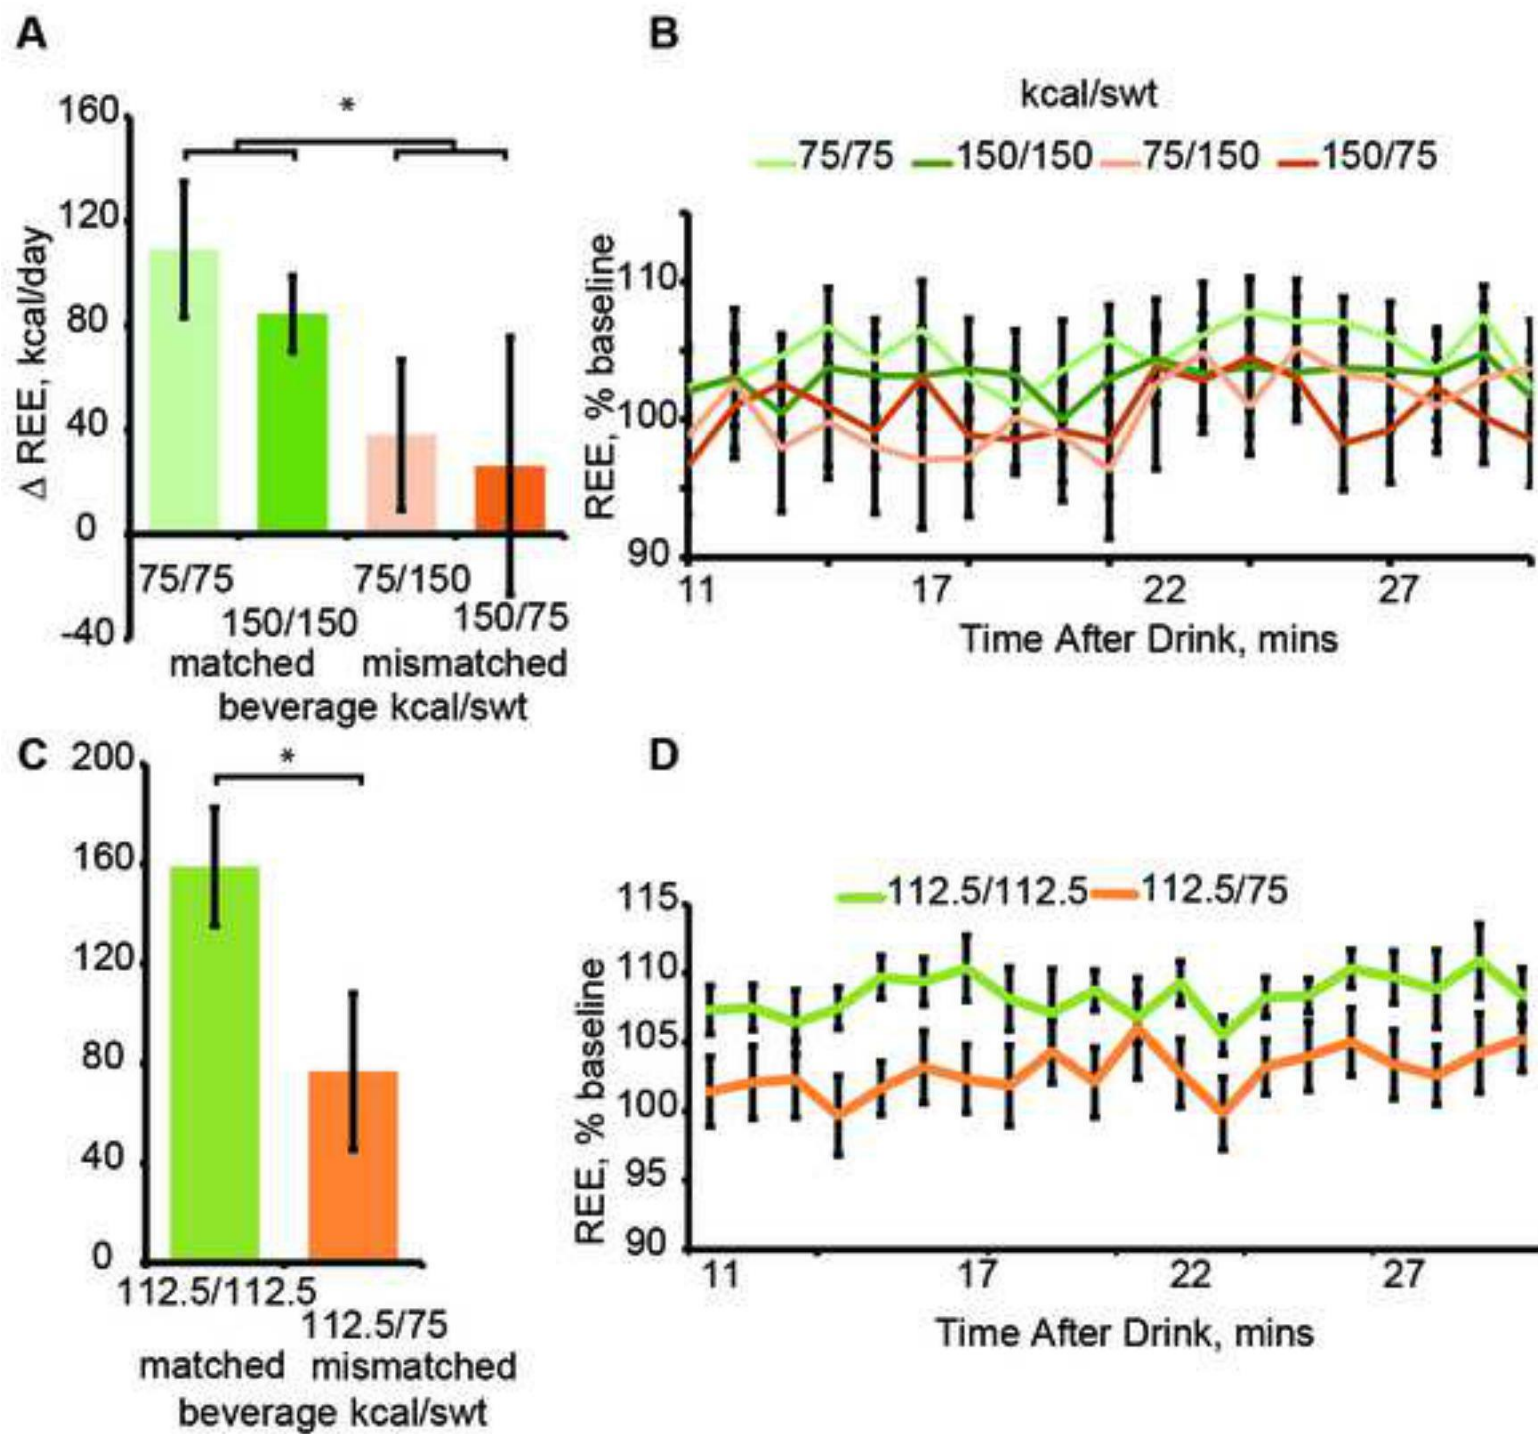 A
160
*
120
80
40
0
-40
Δ REE, kcal/day
75/75
75/150
150/150
150/75
matched mismatched
beverage kcal/swt
B
kcal/swt
75/75 150/150 75/150 150/75
110
100
90
REE, % baseline
11 17 22 27
Time After Drink, mins
C
200
*
160
120
80
40
0
112.5/112.5
112.5/75
matched mismatched
beverage kcal/swt
D
112.5/112.5 112.5/75
115
110
105
100
95
90
REE, % baseline
11 17 22 27
Time After Drink, mins